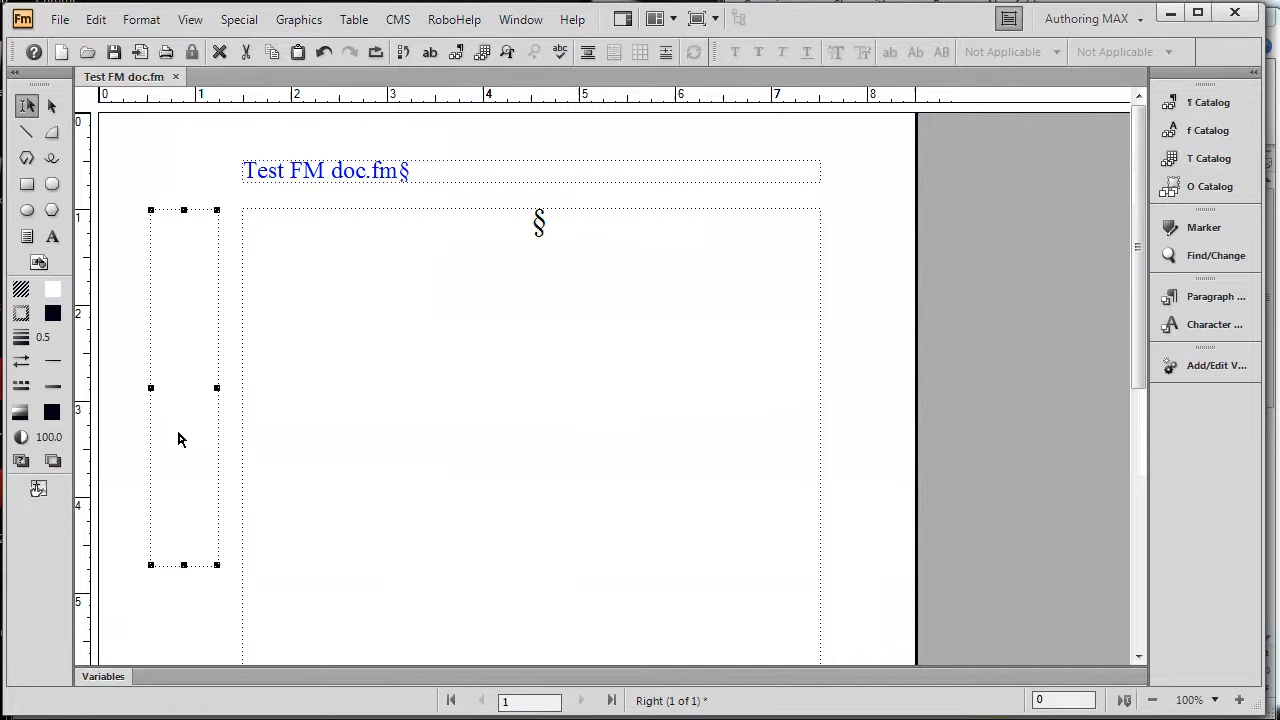 Fm File Edit Format View Special Graphics Table CMS RoboHelp Window Help Authoring MAX
Not Applicable Not Applicable
Test FM doc.fm ×
0 1 2 3 4 5 6 7 8
0
1
2
3
4
5
Test FM doc.fm§
§
0.5
100.0
¶ Catalog
f Catalog
T Catalog
O Catalog
Marker
Find/Change
Paragraph ...
Character ...
Add/Edit V...
Variables
1
Right (1 of 1) *
0
100%